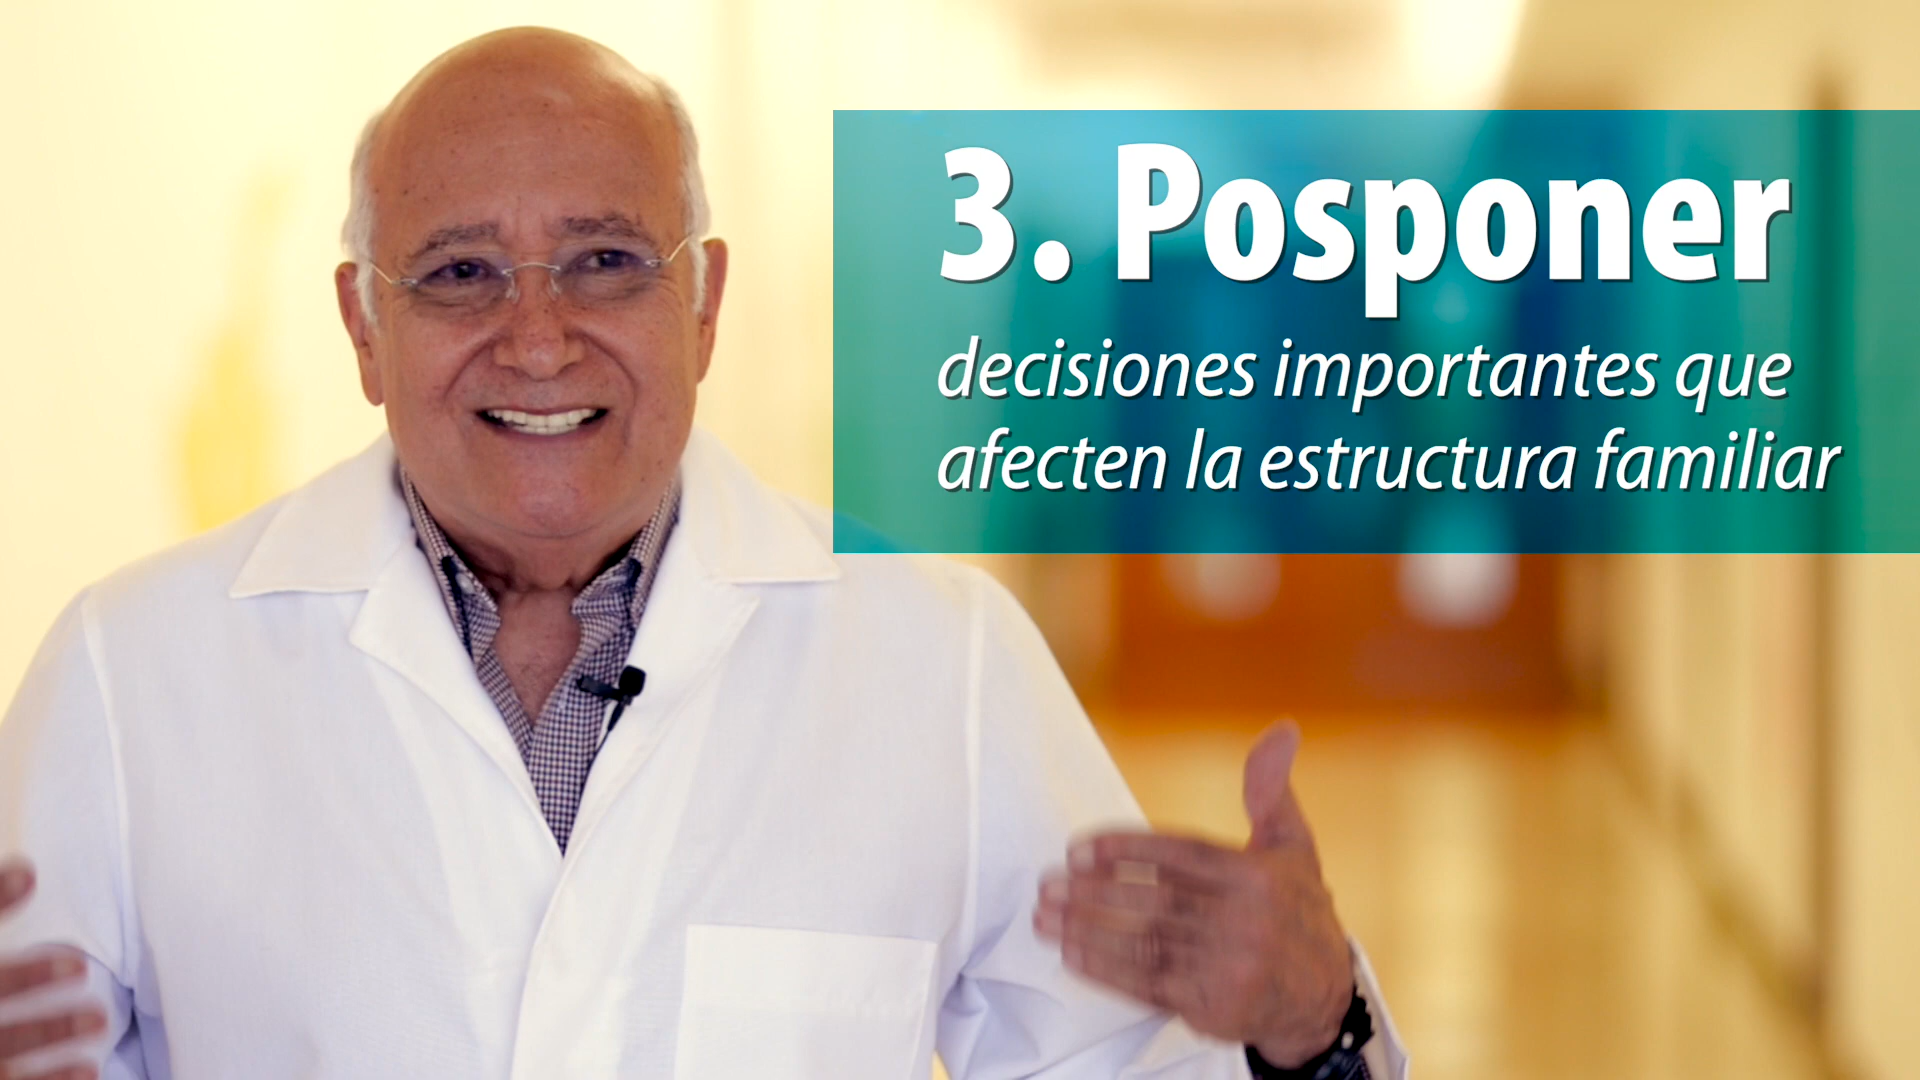 3. Posponer
decisiones importantes que
afecten la estructura familiar